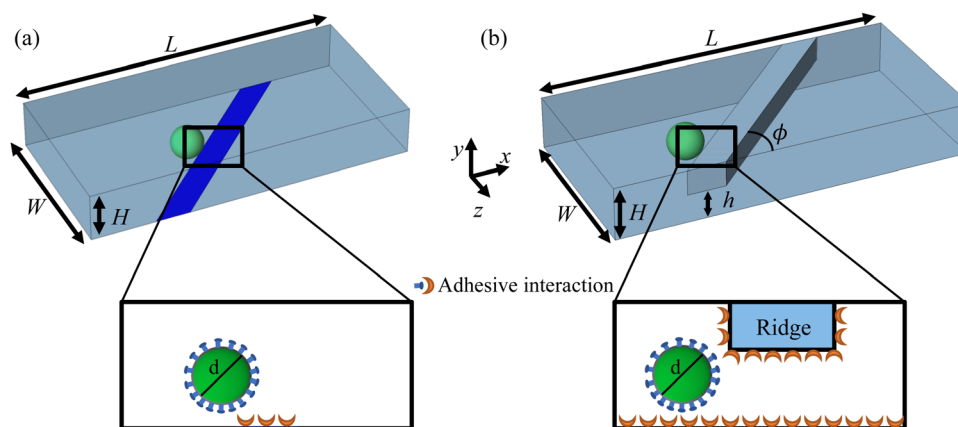 (a)
L
W
H
y
x
z
d
Adhesive interaction
(b)
L
ϕ
W
H
h
Ridge
d